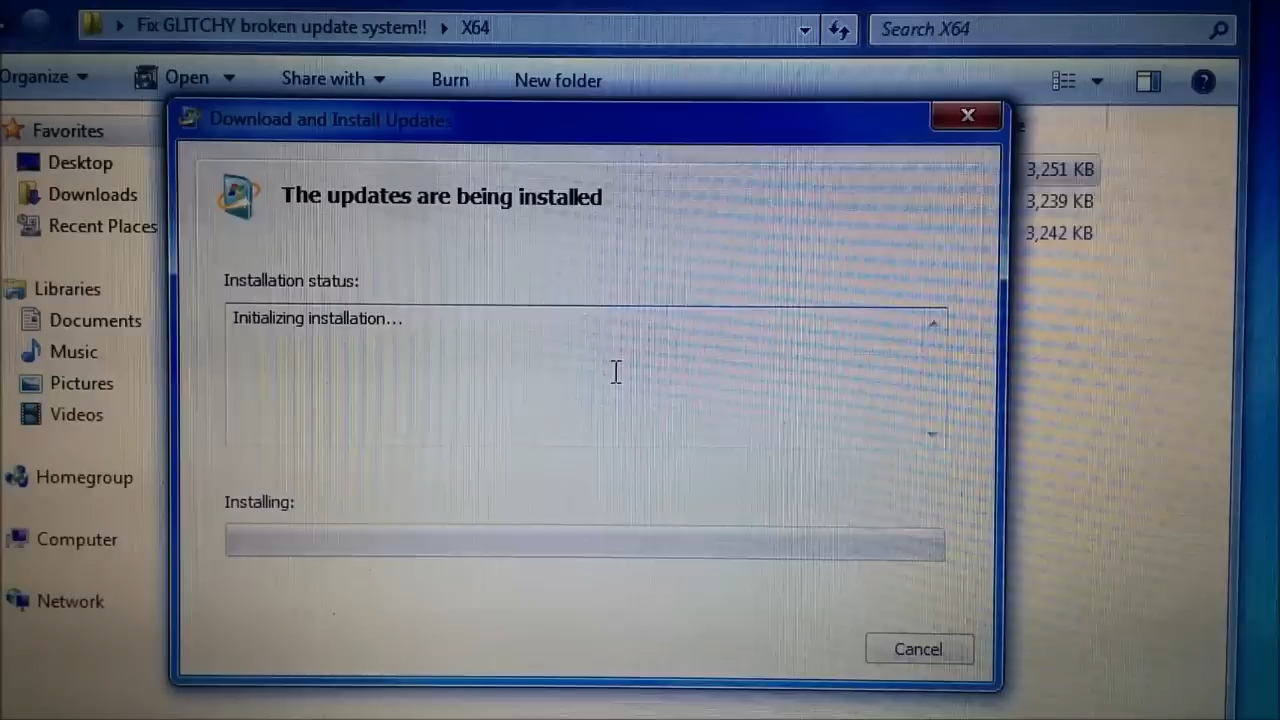 Fix GLITCHY broken update system!! X64
Search X64
Organize Open Share with Burn New folder
Download and Install Updates
Favorites
Desktop
Downloads
Recent Places
Libraries
Documents
Music
Pictures
Videos
Homegroup
Computer
Network
The updates are being installed
Installation status:
Initializing installation...
Installing:
Cancel
3,251 KB
3,239 KB
3,242 KB